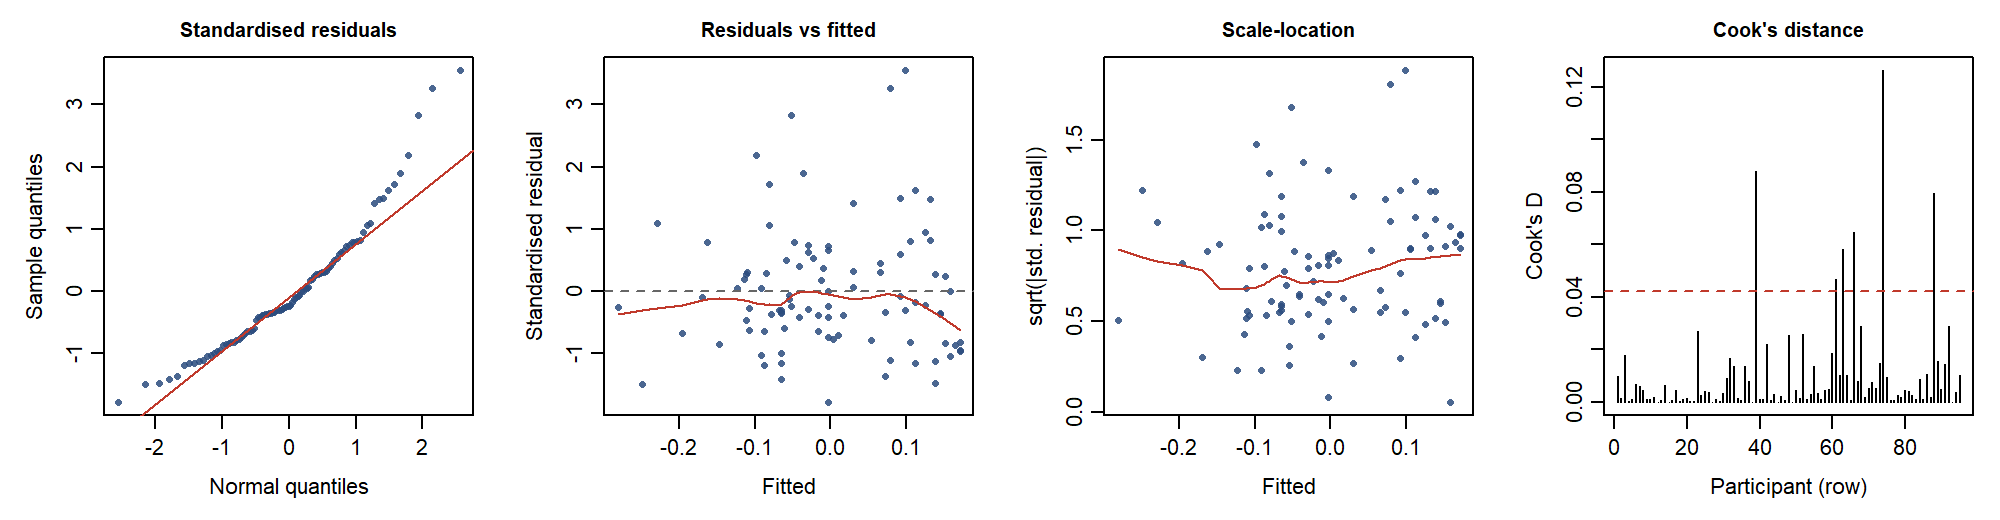 Standardised residuals
Sample quantiles
3
2
1
0
-1
-2 -1 0 1 2
Normal quantiles
Residuals vs fitted
Standardised residual
3
2
1
0
-1
-0.2 -0.1 0.0 0.1
Fitted
Scale-location
sqrt(|std. residual|)
1.5
1.0
0.5
0.0
-0.2 -0.1 0.0 0.1
Fitted
Cook's distance
Cook's D
0.12
0.08
0.04
0.00
0 20 40 60 80
Participant (row)